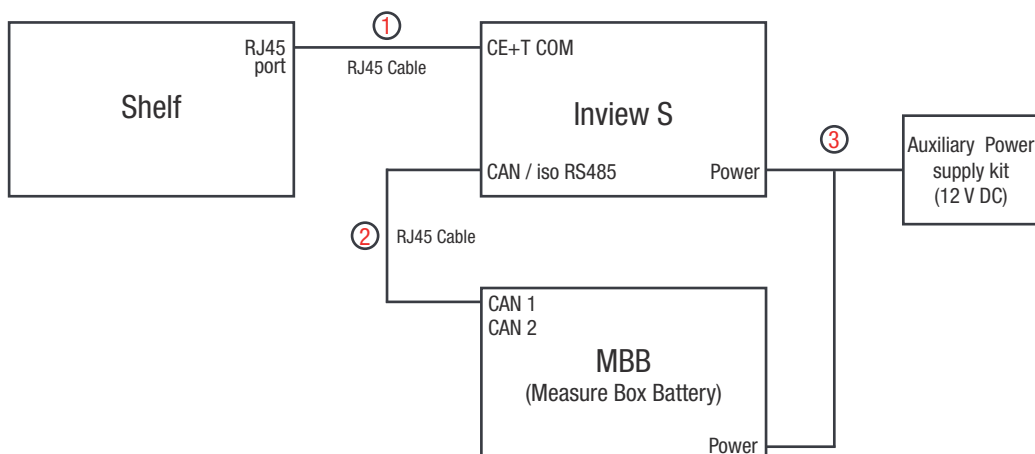 1
RJ45
port
CE+T COM
RJ45 Cable
Shelf
Inview S
3
Auxiliary Power
supply kit
(12 V DC)
CAN / iso RS485
Power
2
RJ45 Cable
CAN 1
CAN 2
MBB
(Measure Box Battery)
Power